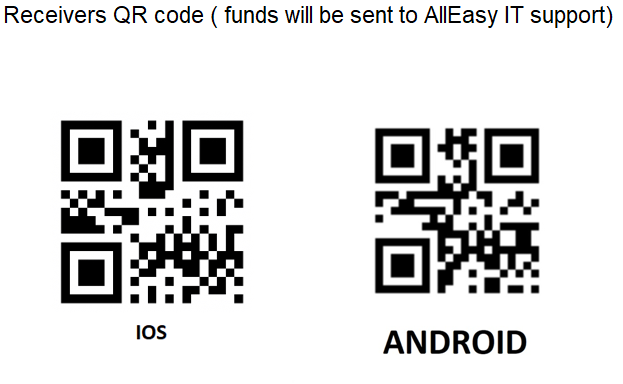 Receivers QR code ( funds will be sent to AllEasy IT support)
IOS
ANDROID